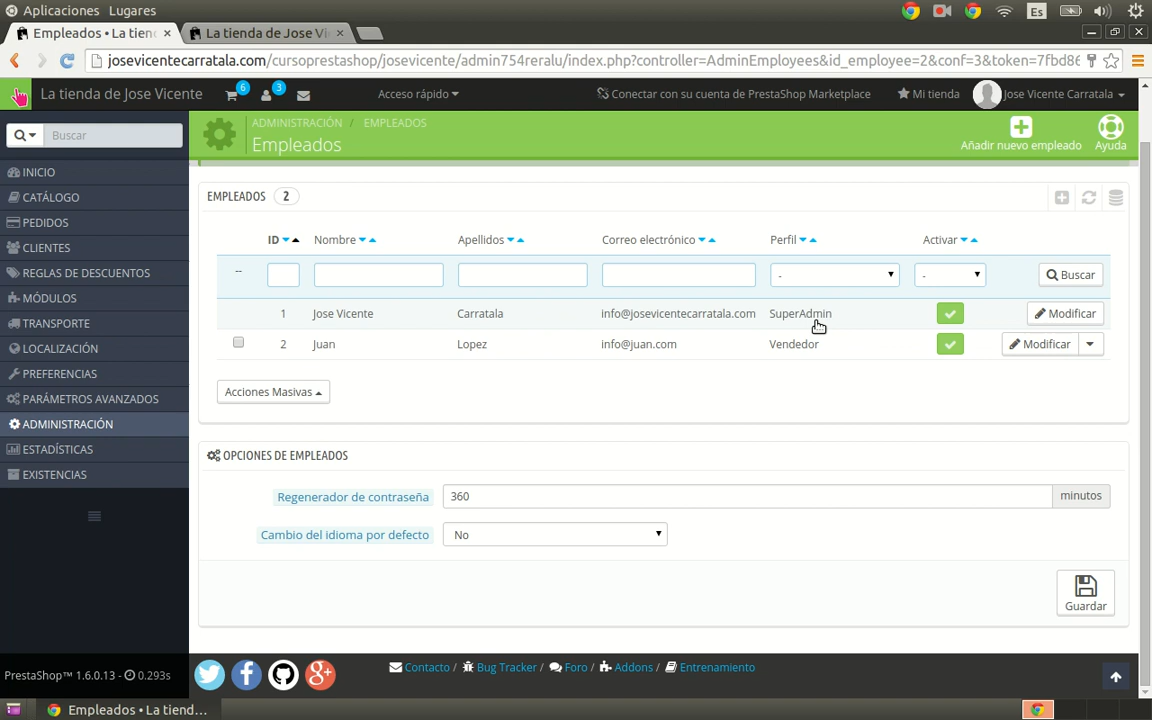 Aplicaciones Lugares
Es
Empleados • La tien × La tienda de Jose Vi ×
josevicentecarratala.com/cursoprestashop/josevicente/admin754reralu/index.php?controller=AdminEmployees&id_employee=2&conf=3&token=7fbd86
La tienda de Jose Vicente 6 3 Acceso rápido Conectar con su cuenta de PrestaShop Marketplace Mi tienda Jose Vicente Carratala
Buscar
ADMINISTRACIÓN / EMPLEADOS
Empleados
Añadir nuevo empleado Ayuda
INICIO
CATÁLOGO
PEDIDOS
CLIENTES
REGLAS DE DESCUENTOS
MÓDULOS
TRANSPORTE
LOCALIZACIÓN
PREFERENCIAS
PARÁMETROS AVANZADOS
ADMINISTRACIÓN
ESTADÍSTICAS
EXISTENCIAS
EMPLEADOS 2
ID Nombre Apellidos Correo electrónico Perfil Activar
-- - - Buscar
1 Jose Vicente Carratala info@josevicentecarratala.com SuperAdmin Modificar
2 Juan Lopez info@juan.com Vendedor Modificar
Acciones Masivas
OPCIONES DE EMPLEADOS
Regenerador de contraseña 360 minutos
Cambio del idioma por defecto No
Guardar
PrestaShop™ 1.6.0.13 - 0.293s
Contacto / Bug Tracker / Foro / Addons / Entrenamiento
Empleados • La tiend...